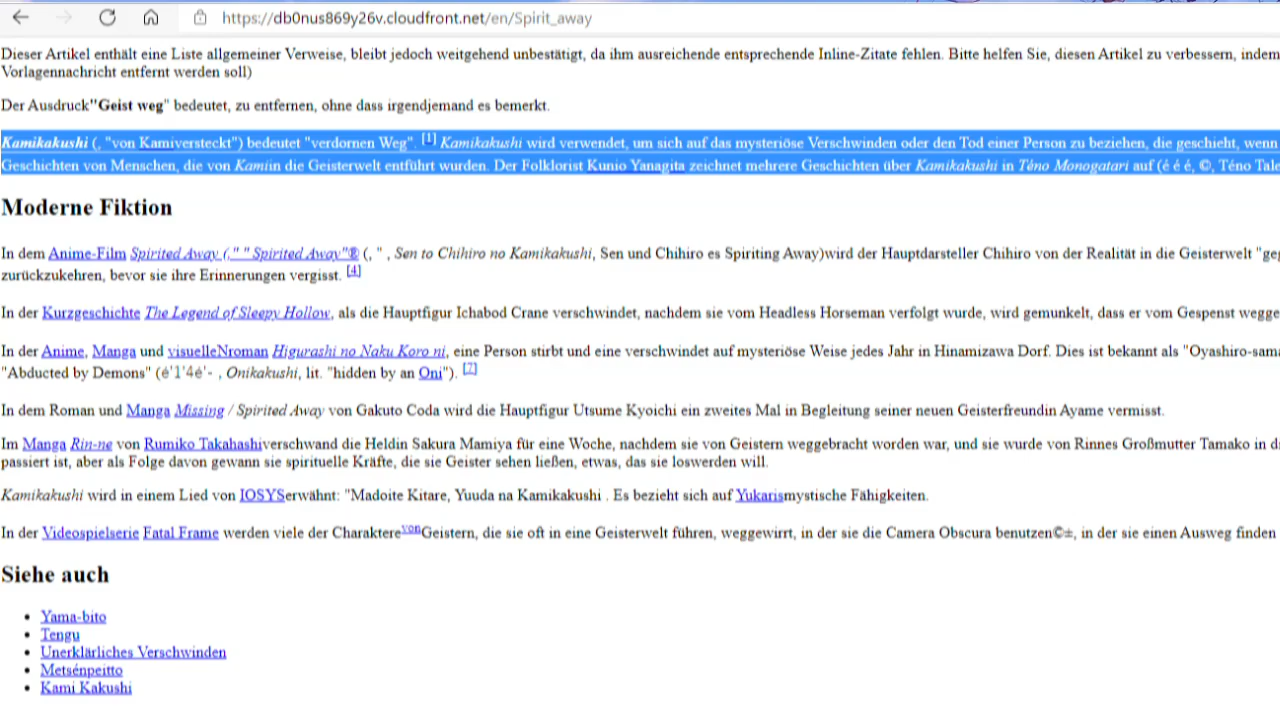 https://db0nus869y26v.cloudfront.net/en/Spirit_away
Dieser Artikel enthält eine Liste allgemeiner Verweise, bleibt jedoch weitgehend unbestätigt, da ihm ausreichende entsprechende Inline-Zitate fehlen. Bitte helfen Sie, diesen Artikel zu verbessern, indem
Vorlagennachricht entfernt werden soll)
Der Ausdruck"Geist weg" bedeutet, zu entfernen, ohne dass irgendjemand es bemerkt.
Kamikakushi (, "von Kamiversteckt") bedeutet "verdornen Weg". [1] Kamikakushi wird verwendet, um sich auf das mysteriöse Verschwinden oder den Tod einer Person zu beziehen, die geschieht, wenn
Geschichten von Menschen, die von Kamiin die Geisterwelt entführt wurden. Der Folklorist Kunio Yanagita zeichnet mehrere Geschichten über Kamikakushi in Téno Monogatari auf (é é é, ©, Téno Tale
Moderne Fiktion
In dem Anime-Film Spirited Away (," " Spirited Away"® (, " , Sen to Chihiro no Kamikakushi, Sen und Chihiro es Spiriting Away)wird der Hauptdarsteller Chihiro von der Realität in die Geisterwelt "ge
zurückzukehren, bevor sie ihre Erinnerungen vergisst. [4]
In der Kurzgeschichte The Legend of Sleepy Hollow, als die Hauptfigur Ichabod Crane verschwindet, nachdem sie vom Headless Horseman verfolgt wurde, wird gemunkelt, dass er vom Gespenst wegge
In der Anime, Manga und visuelleNroman Higurashi no Naku Koro ni, eine Person stirbt und eine verschwindet auf mysteriöse Weise jedes Jahr in Hinamizawa Dorf. Dies ist bekannt als "Oyashiro-sama
"Abducted by Demons" (é'1'4é'- , Onikakushi, lit. "hidden by an Oni"). [7]
In dem Roman und Manga Missing / Spirited Away von Gakuto Coda wird die Hauptfigur Utsume Kyoichi ein zweites Mal in Begleitung seiner neuen Geisterfreundin Ayame vermisst.
Im Manga Rin-ne von Rumiko Takahashiverschwand die Heldin Sakura Mamiya für eine Woche, nachdem sie von Geistern weggebracht worden war, und sie wurde von Rinnes Großmutter Tamako in d
passiert ist, aber als Folge davon gewann sie spirituelle Kräfte, die sie Geister sehen ließen, etwas, das sie loswerden will.
Kamikakushi wird in einem Lied von IOSYSerwähnt: "Madoite Kitare, Yuuda na Kamikakushi . Es bezieht sich auf Yukarismystische Fähigkeiten.
In der Videospielserie Fatal Frame werden viele der CharakterevonGeistern, die sie oft in eine Geisterwelt führen, weggewirrt, in der sie die Camera Obscura benutzen©±, in der sie einen Ausweg finden
Siehe auch
Yama-bito
Tengu
Unerklärliches Verschwinden
Metsénpeitto
Kami Kakushi